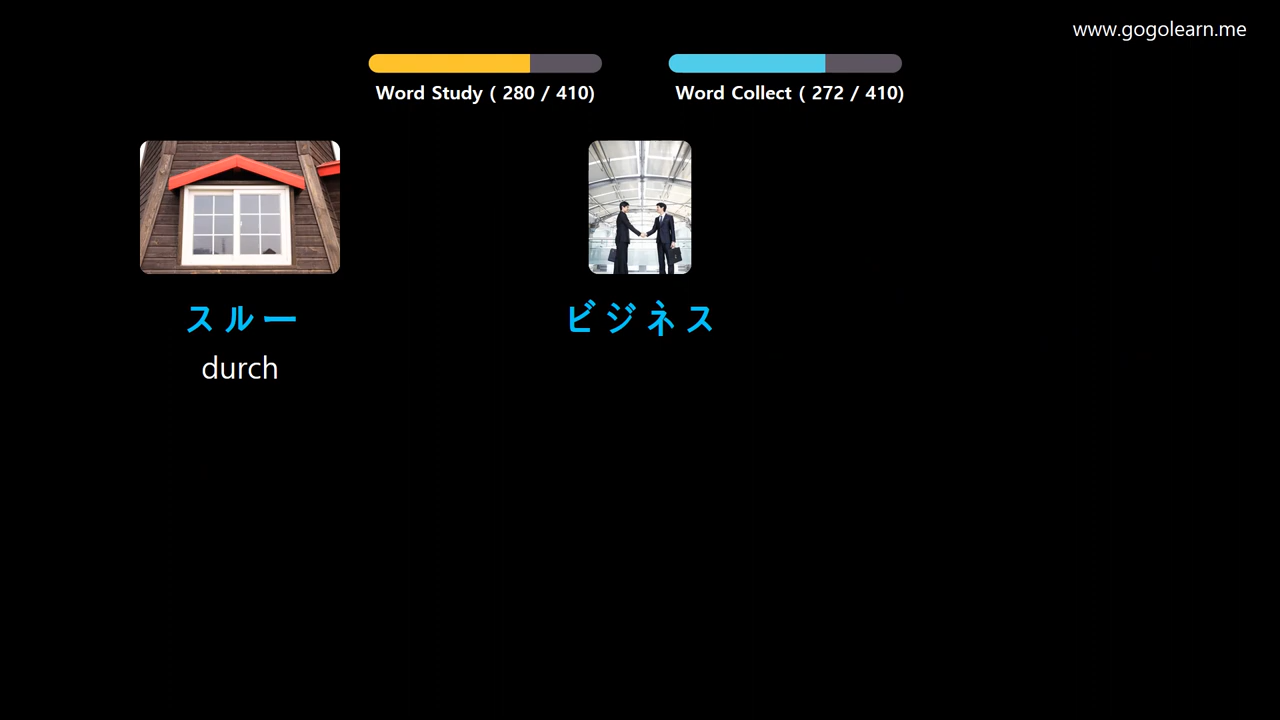 www.gogolearn.me
Word Study ( 280 / 410)
Word Collect ( 272 / 410)
スルー
ビジネス
durch